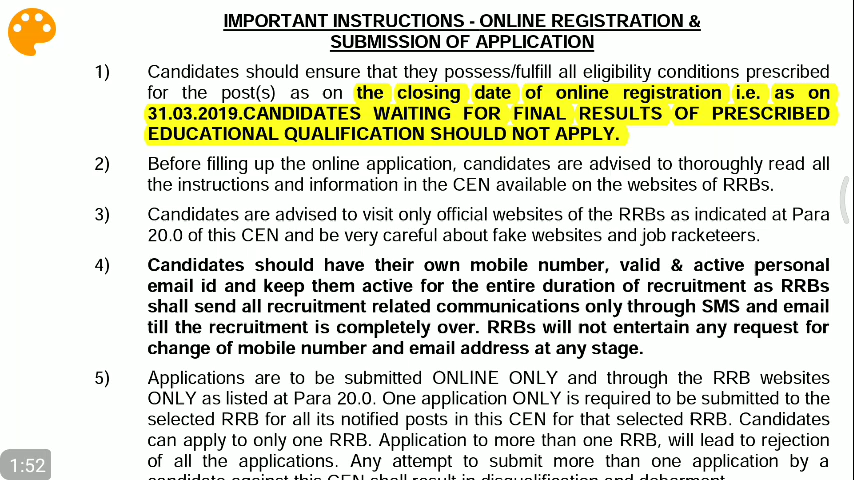 IMPORTANT INSTRUCTIONS - ONLINE REGISTRATION &
SUBMISSION OF APPLICATION
1) Candidates should ensure that they possess/fulfill all eligibility conditions prescribed
for the post(s) as on the closing date of online registration i.e. as on
31.03.2019.CANDIDATES WAITING FOR FINAL RESULTS OF PRESCRIBED
EDUCATIONAL QUALIFICATION SHOULD NOT APPLY.
2) Before filling up the online application, candidates are advised to thoroughly read all
the instructions and information in the CEN available on the websites of RRBs.
3) Candidates are advised to visit only official websites of the RRBs as indicated at Para
20.0 of this CEN and be very careful about fake websites and job racketeers.
4) Candidates should have their own mobile number, valid & active personal
email id and keep them active for the entire duration of recruitment as RRBs
shall send all recruitment related communications only through SMS and email
till the recruitment is completely over. RRBs will not entertain any request for
change of mobile number and email address at any stage.
5) Applications are to be submitted ONLINE ONLY and through the RRB websites
ONLY as listed at Para 20.0. One application ONLY is required to be submitted to the
selected RRB for all its notified posts in this CEN for that selected RRB. Candidates
can apply to only one RRB. Application to more than one RRB, will lead to rejection
of all the applications. Any attempt to submit more than one application by a
candidate against this CEN shall result in disqualification and debarment.
1:52